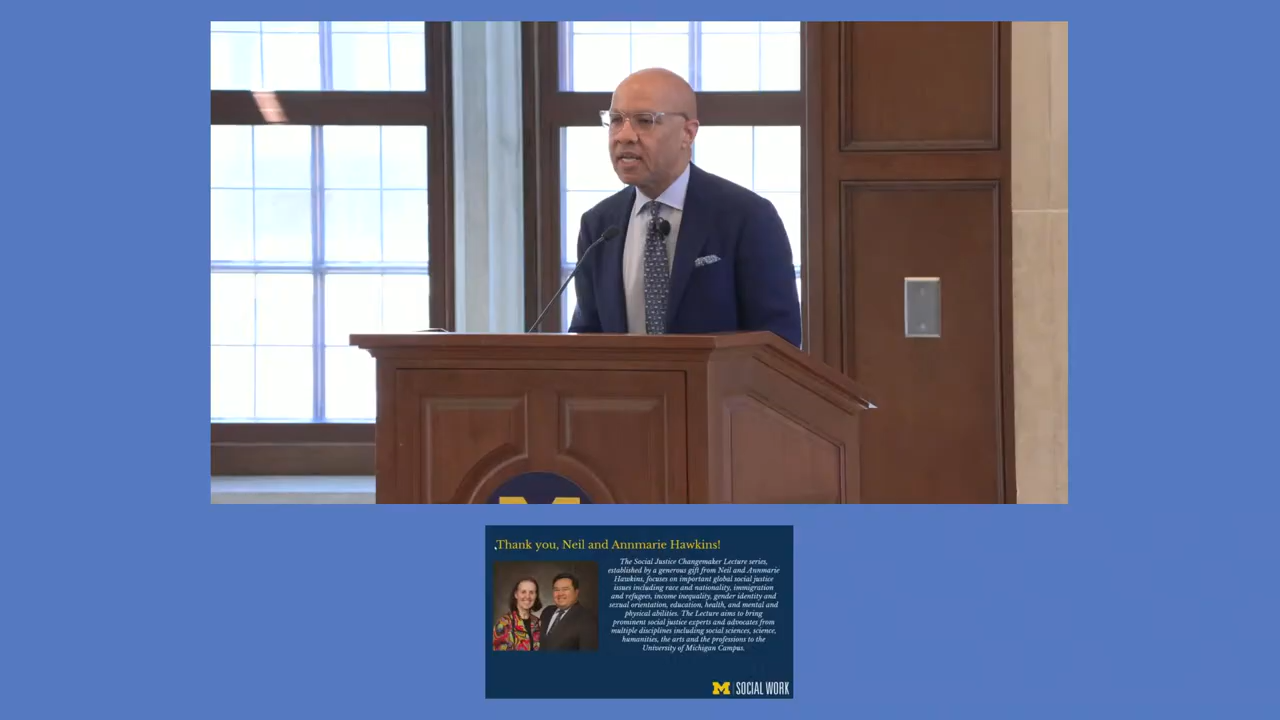 M
Thank you, Neil and Annmarie Hawkins!
The Social Justice Changemaker Lecture series,
established by a generous gift from Neil and Annmarie
Hawkins, focuses on important global social justice
issues including race and nationality, immigration
and refugees, income inequality, gender identity and
sexual orientation, education, health, and mental and
physical abilities. The Lecture aims to bring
prominent social justice experts and advocates from
multiple disciplines including social sciences, science,
humanities, the arts and the professions to the
University of Michigan Campus.
M SOCIAL WORK